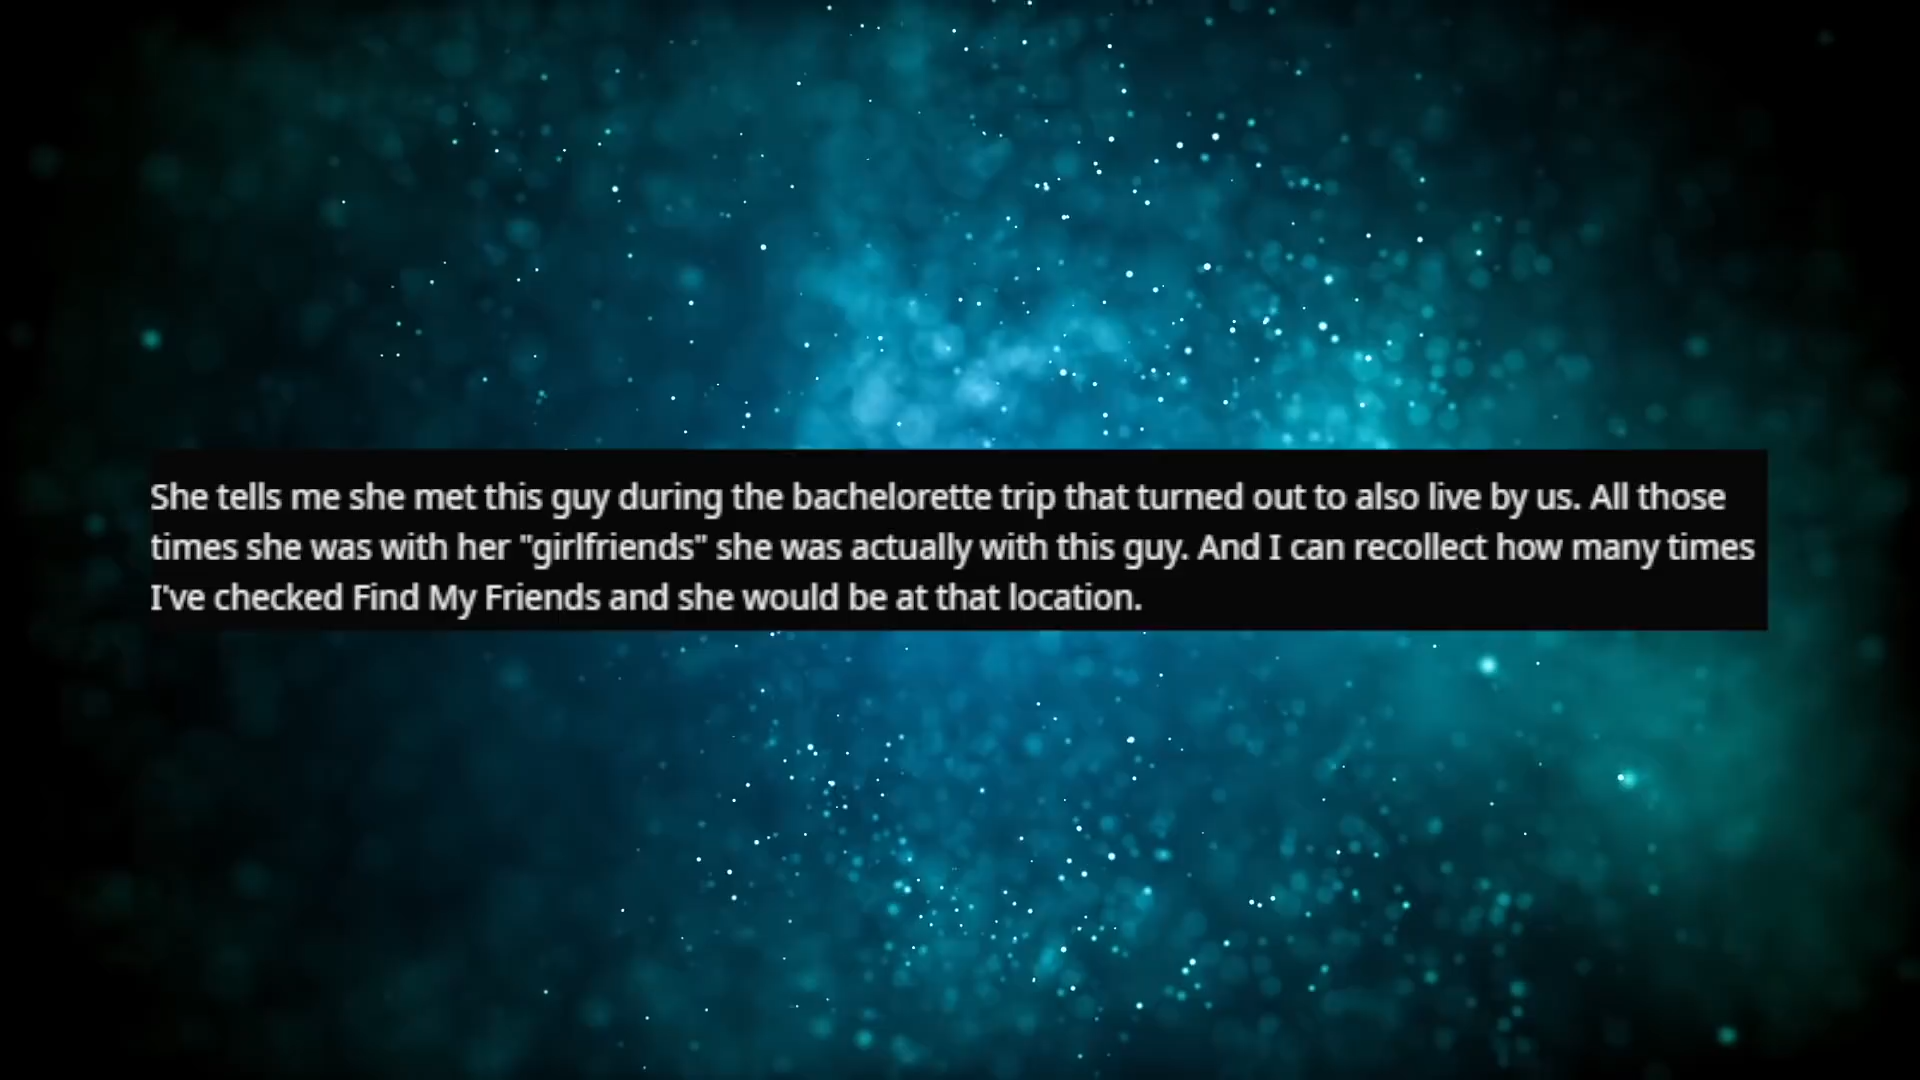 She tells me she met this guy during the bachelorette trip that turned out to also live by us. All those
times she was with her "girlfriends" she was actually with this guy. And I can recollect how many times
I've checked Find My Friends and she would be at that location.